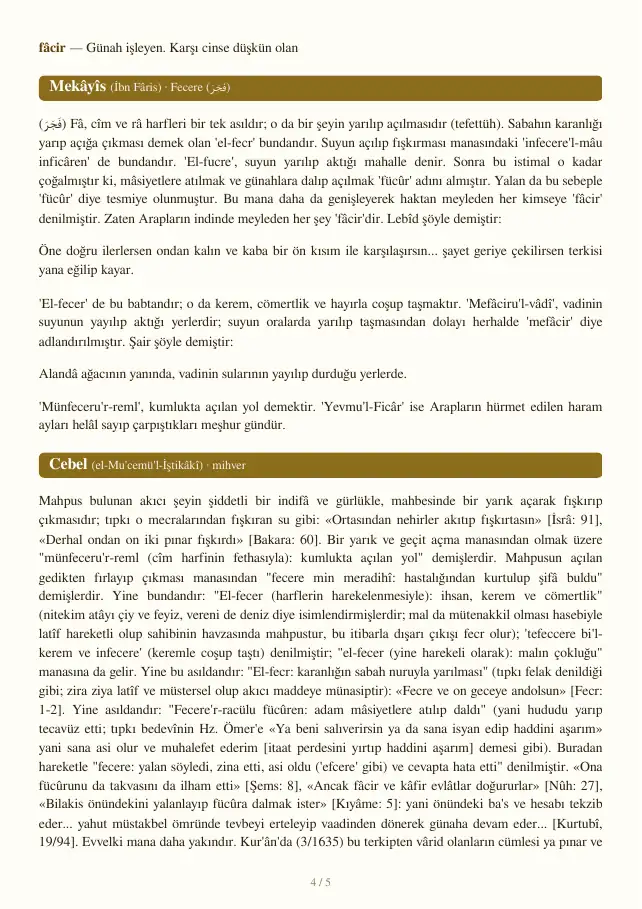 fâcir — Günah işleyen. Karşı cinse düşkün olan
Mekâyîs (İbn Fâris) · Fecere (فَجَرَ)
(فَجَرَ) Fâ, cîm ve râ harfleri bir tek asıldır; o da bir şeyin yarılıp açılmasıdır (tefettüh). Sabahın karanlığı
yarıp açığa çıkması demek olan 'el-fecr' bundandır. Suyun açılıp fışkırması manasındaki 'infecere'l-mâu
inficâren' de bundandır. 'El-fucre', suyun yarılıp aktığı mahalle denir. Sonra bu istimal o kadar
çoğalmıştır ki, mâsiyetlere atılmak ve günahlara dalıp açılmak 'fücûr' adını almıştır. Yalan da bu sebeple
'fücûr' diye tesmiye olunmuştur. Bu mana daha da genişleyerek haktan meyleden her kimseye 'fâcir'
denilmiştir. Zaten Arapların indinde meyleden her şey 'fâcir'dir. Lebîd şöyle demiştir:
Öne doğru ilerlersen ondan kalın ve kaba bir ön kısım ile karşılaşırsın... şayet geriye çekilirsen terkisi
yana eğilip kayar.
'El-fecer' de bu babtandır; o da kerem, cömertlik ve hayırla coşup taşmaktır. 'Mefâciru'l-vâdî', vadinin
suyunun yayılıp aktığı yerlerdir; suyun oralarda yarılıp taşmasından dolayı herhalde 'mefâcir' diye
adlandırılmıştır. Şair şöyle demiştir:
Alandâ ağacının yanında, vadinin sularının yayılıp durduğu yerlerde.
'Münfeceru'r-reml', kumlukta açılan yol demektir. 'Yevmu'l-Ficâr' ise Arapların hürmet edilen haram
ayları helâl sayıp çarpıştıkları meşhur gündür.
Cebel (el-Mu'cemü'l-İştikâkî) · mihver
Mahpus bulunan akıcı şeyin şiddetli bir indifâ ve gürlükle, mahbesinde bir yarık açarak fışkırıp
çıkmasıdır; tıpkı o mecralarından fışkıran su gibi: «Ortasından nehirler akıtıp fışkırtasın» [İsrâ: 91],
«Derhal ondan on iki pınar fışkırdı» [Bakara: 60]. Bir yarık ve geçit açma manasından olmak üzere
"münfeceru'r-reml (cîm harfinin fethasıyla): kumlukta açılan yol" demişlerdir. Mahpusun açılan
gedikten fırlayıp çıkması manasından "fecere min meradihî: hastalığından kurtulup şifâ buldu"
demişlerdir. Yine bundandır: "El-fecer (harflerin harekelenmesiyle): ihsan, kerem ve cömertlik"
(nitekim atâyı çiy ve feyiz, vereni de deniz diye isimlendirmişlerdir; mal da mütenakkil olması hasebiyle
latîf hareketli olup sahibinin havzasında mahpustur, bu itibarla dışarı çıkışı fecr olur); 'tefeccere bi'l-
kerem ve infecere' (keremle coşup taştı) denilmiştir; "el-fecer (yine harekeli olarak): malın çokluğu"
manasına da gelir. Yine bu asıldandır: "El-fecr: karanlığın sabah nuruyla yarılması" (tıpkı felak denildiği
gibi; zira ziya latîf ve müstersel olup akıcı maddeye münasiptir): «Fecre ve on geceye andolsun» [Fecr:
1-2]. Yine asıldandır: "Fecere'r-racülu fücûren: adam mâsiyetlere atılıp daldı" (yani hududu yarıp
tecavüz etti; tıpkı bedevînin Hz. Ömer'e «Ya beni salıverirsin ya da sana isyan edip haddini aşarım»
yani sana asi olur ve muhalefet ederim [itaat perdesini yırtıp haddini aşarım] demesi gibi). Buradan
hareketle "fecere: yalan söyledi, zina etti, asi oldu ('efcere' gibi) ve cevapta hata etti" denilmiştir. «Ona
fücûrunu da takvasını da ilham etti» [Şems: 8], «Ancak fâcir ve kâfir evlâtlar doğururlar» [Nûh: 27],
«Bilakis önündekini yalanlayıp fücûra dalmak ister» [Kıyâme: 5]: yani önündeki ba's ve hesabı tekzib
eder... yahut müstakbel ömründe tevbeyi erteleyip vaadinden dönerek günaha devam eder... [Kurtubî,
19/94]. Evvelki mana daha yakındır. Kur'ân'da (3/1635) bu terkipten vârid olanların cümlesi ya pınar ve
4 / 5